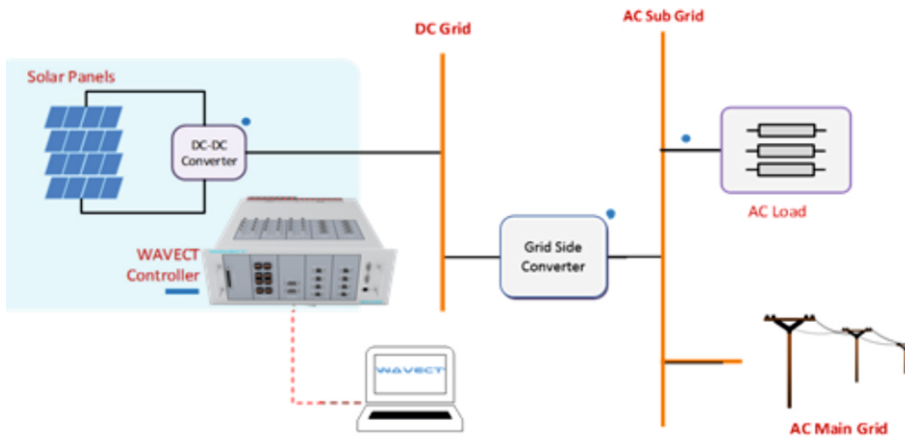 DC Grid
AC Sub Grid
Solar Panels
DC-DC
Converter
AC Load
WAVECT
Controller
Grid Side
Converter
WAVECT
AC Main Grid